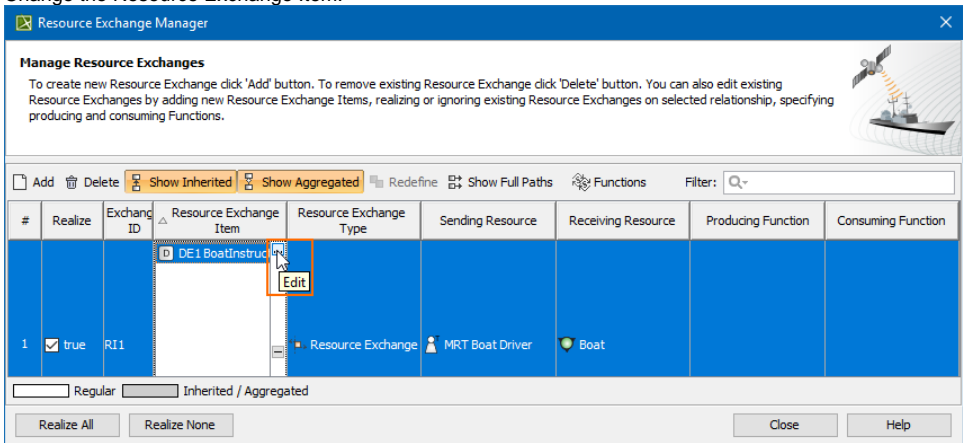 Change the Resource Exchange Item.
Resource Exchange Manager
Manage Resource Exchanges
To create new Resource Exchange click 'Add' button. To remove existing Resource Exchange click 'Delete' button. You can also edit existing
Resource Exchanges by adding new Resource Exchange Items, realizing or ignoring existing Resource Exchanges on selected relationship, specifying
producing and consuming Functions.
Add Delete Show Inherited Show Aggregated Redefine Show Full Paths Functions Filter:
# Realize Exchang ID Resource Exchange Item Resource Exchange Type Sending Resource Receiving Resource Producing Function Consuming Function
D DE1 BoatInstruc
Edit
1 true RI1 Resource Exchange MRT Boat Driver Boat
Regular Inherited / Aggregated
Realize All Realize None Close Help